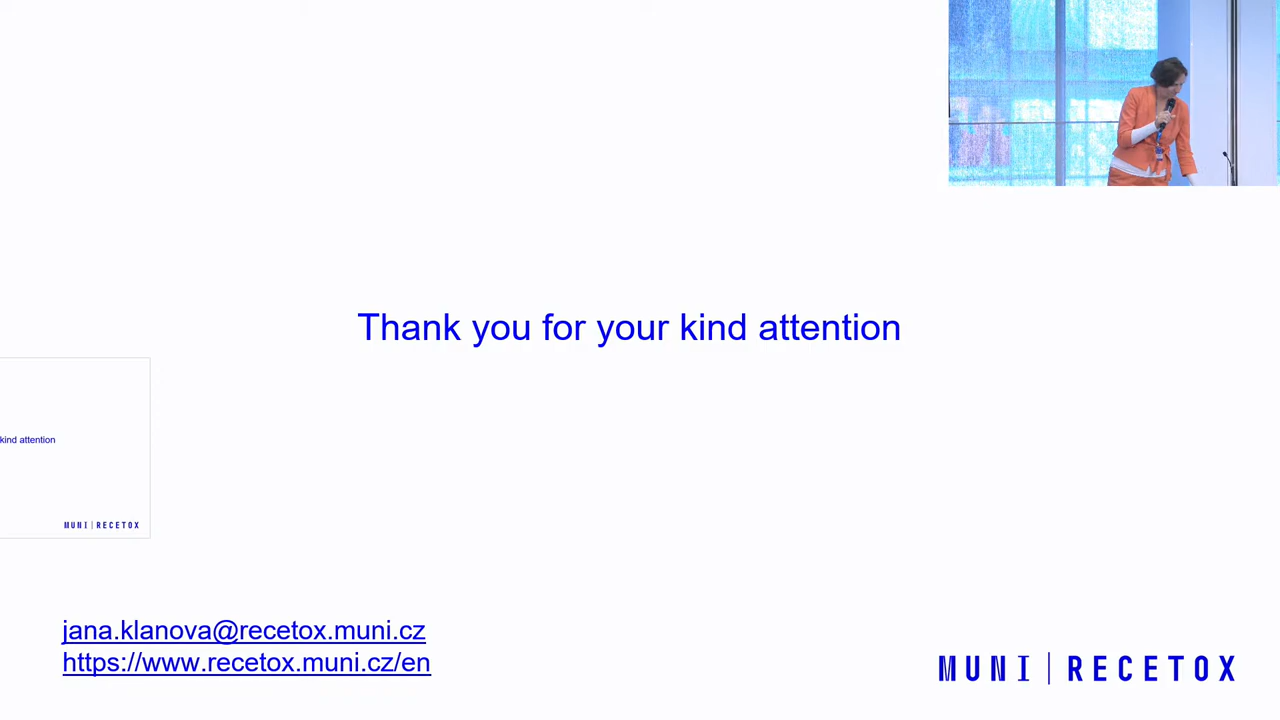 Thank you for your kind attention
kind attention
MUNI | RECETOX
jana.klanova@recetox.muni.cz
https://www.recetox.muni.cz/en
MUNI | RECETOX